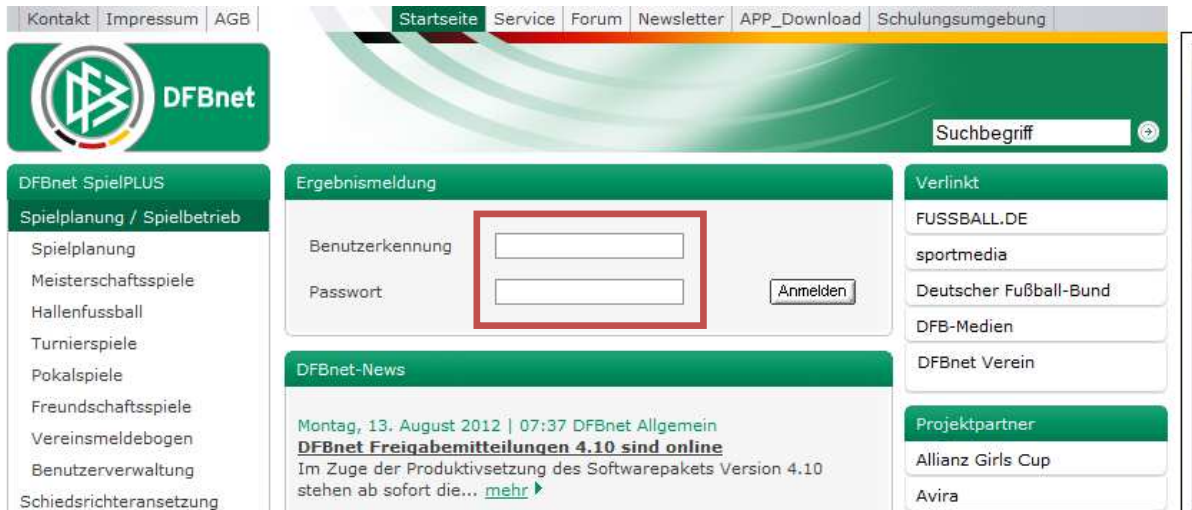 Kontakt Impressum AGB
Startseite Service Forum Newsletter APP_Download Schulungsumgebung
DFBnet
Suchbegriff
DFBnet SpielPLUS
Spielplanung / Spielbetrieb
Spielplanung
Meisterschaftsspiele
Hallenfussball
Turnierspiele
Pokalspiele
Freundschaftsspiele
Vereinsmeldebogen
Benutzerverwaltung
Schiedsrichteransetzung
Ergebnismeldung
Benutzerkennung
Passwort
Anmelden
DFBnet-News
Montag, 13. August 2012 | 07:37 DFBnet Allgemein
DFBnet Freigabemitteilungen 4.10 sind online
Im Zuge der Produktivsetzung des Softwarepakets Version 4.10
stehen ab sofort die... mehr
Verlinkt
FUSSBALL.DE
sportmedia
Deutscher Fußball-Bund
DFB-Medien
DFBnet Verein
Projektpartner
Allianz Girls Cup
Avira